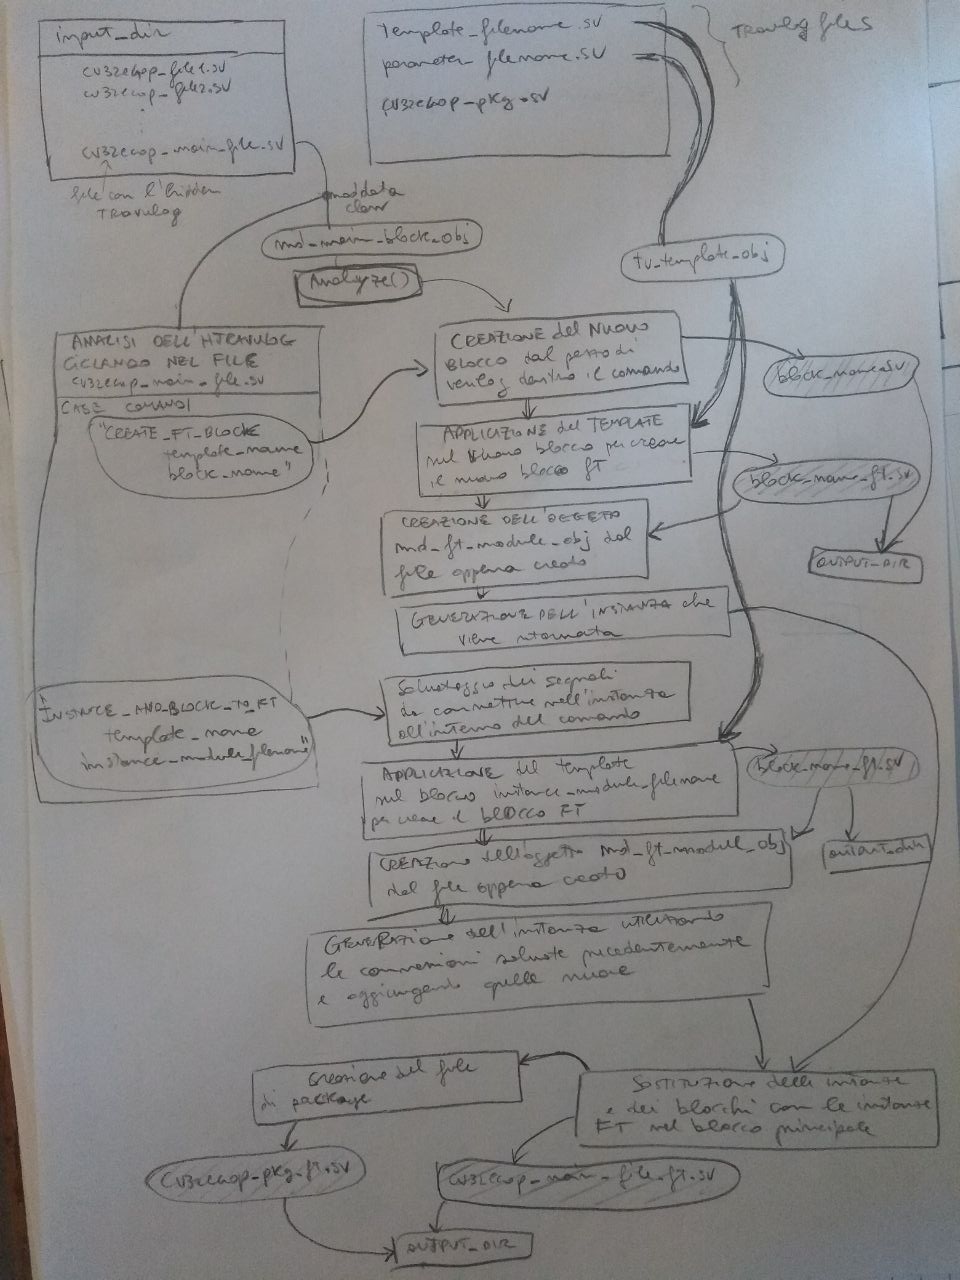 input_dir
cv32e40p_file1.sv
cv32e40p_file2.sv
cv32e40p_main_file.sv
file con l'hidden
TRAVULOG
Template_filename.sv
parameter_filename.sv
cv32e40p_pkg.sv
TRAVULOG files
moddata
class
md_main_block_obj
Analyze()
tv_template_obj
ANALISI DELL'HTRAVULOG
CICLANDO NEL FILE
cv32e40p_main_file.sv
CASE COMANDI
"CREATE_FT_BLOCK
template_name
block_name"
CREAZIONE del NUOVO
BLOCCO dal pezzo di
verilog dentro il comando
block_name.sv
APPLICAZIONE del TEMPLATE
sul nuovo blocco per creare
il nuovo blocco ft
block_name_ft.sv
CREAZIONE DELL'OGGETO
md_ft_module_obj dal
file appena creato
OUTPUT_DIR
GENERAZIONE DELL'INSTANZA che
viene ritornata
"INSTANCE_AND_BLOCK_TO_FT
template_name
instance_module_filename"
Salvataggio dei segnali
da connettere nell'instanza
all'interno del comando
APPLICAZIONE del template
sul blocco instance_module_filename
per creare il blocco FT
block_name_ft.sv
output_dir
CREAZIONE dell'oggetto md_ft_module_obj
dal file appena creato
GENERAZIONE dell'instanza utilizzando
le connessioni salvate precedentemente
e aggiungendo quelle nuove
SOSTITUZIONE delle instanze
e dei blocchi con le instanze
FT nel blocco principale
Creazione del file
di package
cv32e40p_pkg_ft.sv
cv32e40p_main_file_ft.sv
OUTPUT_DIR